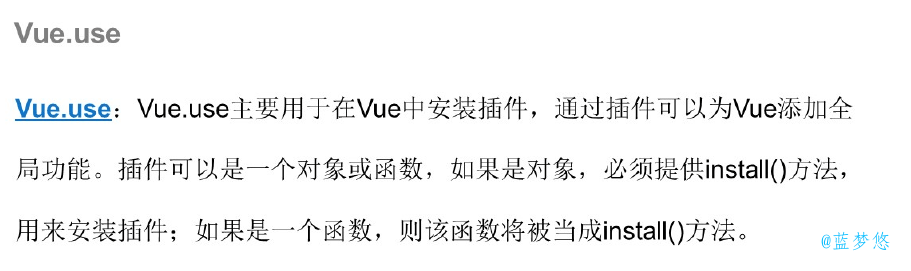 Vue.use
Vue.use：Vue.use主要用于在Vue中安装插件，通过插件可以为Vue添加全
局功能。插件可以是一个对象或函数，如果是对象，必须提供install()方法，
用来安装插件；如果是一个函数，则该函数将被当成install()方法。
@蓝梦悠